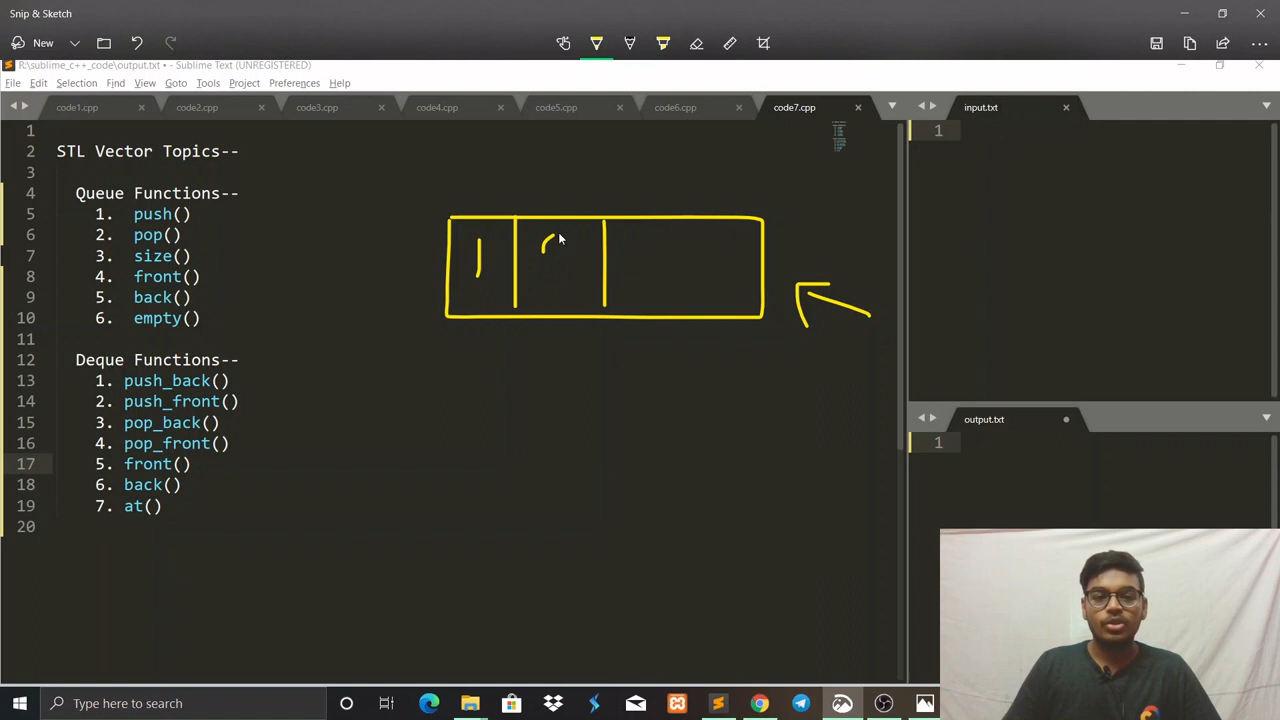 Snip & Sketch
New
R:\sublime_c++_code\output.txt • - Sublime Text (UNREGISTERED)
File Edit Selection Find View Goto Tools Project Preferences Help
code1.cpp code2.cpp code3.cpp code4.cpp code5.cpp code6.cpp code7.cpp input.txt
1 1
2 STL Vector Topics--
3
4 Queue Functions--
5 1. push()
6 2. pop()
7 3. size()
8 4. front()
9 5. back()
10 6. empty()
11
12 Deque Functions--
13 1. push_back()
14 2. push_front()
15 3. pop_back()
16 4. pop_front()
17 5. front()
18 6. back()
19 7. at()
20
1
output.txt
1
Type here to search